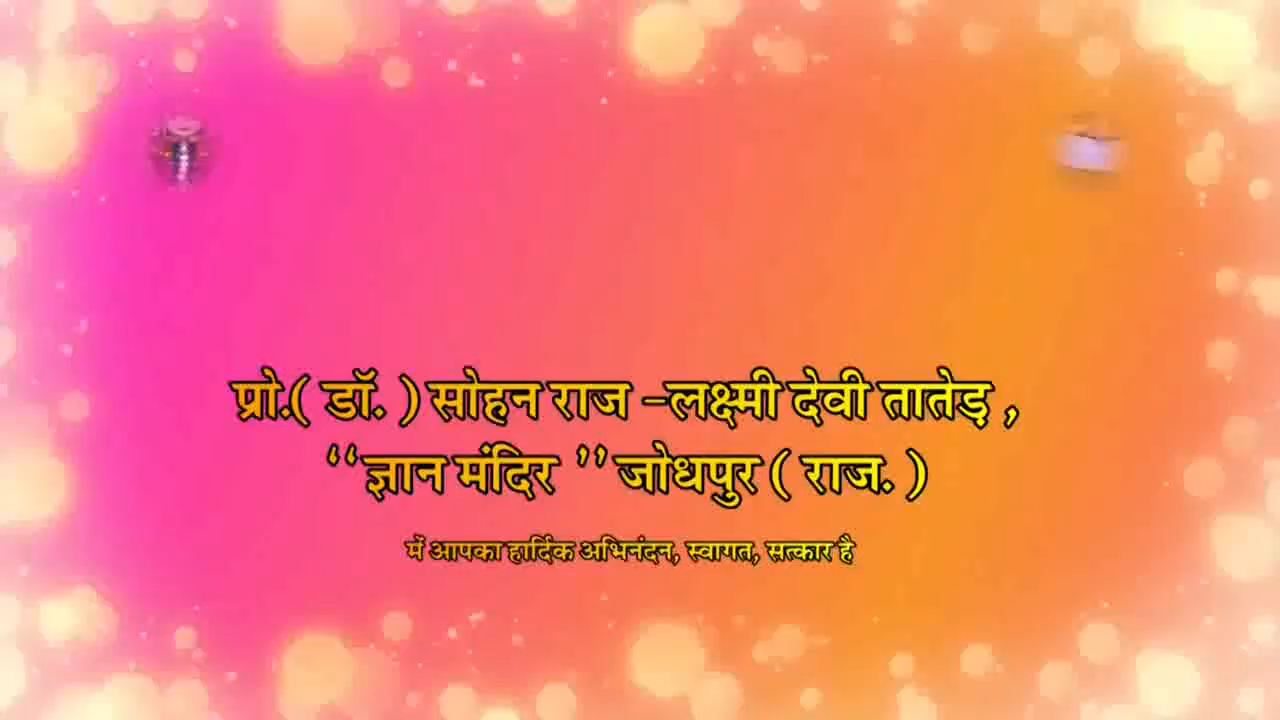 प्रो.( डॉ. ) सोहन राज -लक्ष्मी देवी तातेड़ ,
‘‘ज्ञान मंदिर ’’ जोधपुर ( राज. )
में आपका हार्दिक अभिनंदन, स्वागत, सत्कार है